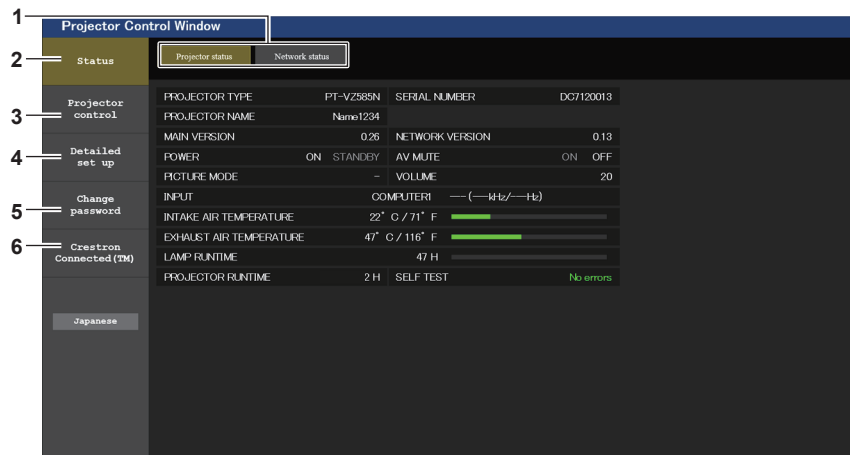 1
Projector Control Window
2
Status
Projector status Network status
3
Projector
control
4
Detailed
set up
5
Change
password
6
Crestron
Connected(TM)
Japanese
PROJECTOR TYPE PT-VZ585N SERIAL NUMBER DC7120013
PROJECTOR NAME Name1234
MAIN VERSION 0.26 NETWORK VERSION 0.13
POWER ON STANDBY AV MUTE ON OFF
PICTURE MODE - VOLUME 20
INPUT COMPUTER1 ---(---kHz/---Hz)
INTAKE AIR TEMPERATURE 22° C / 71° F
EXHAUST AIR TEMPERATURE 47° C / 116° F
LAMP RUNTIME 47 H
PROJECTOR RUNTIME 2 H SELF TEST No errors